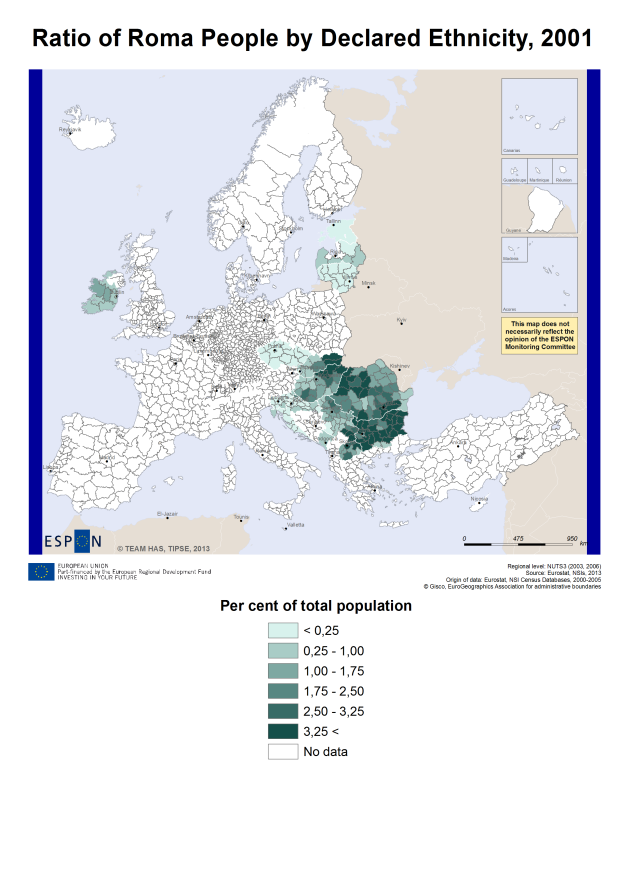 Ratio of Roma People by Declared Ethnicity, 2001
Reykjavik
Canarias
Guadeloupe Martinique Réunion
Guyane
Madeira
Acores
This map does not
necessarily reflect the
opinion of the ESPON
Monitoring Committee
Tallinn
Minsk
Kyiv
Kishinev
Ankara
Nicosia
El-Jazair
Tounis
Valletta
ESPON
© TEAM HAS, TIPSE, 2013
0 475 950
km
EUROPEAN UNION
Part-financed by the European Regional Development Fund
INVESTING IN YOUR FUTURE
Regional level: NUTS3 (2003, 2006)
Source: Eurostat, NSIs, 2013
Origin of data: Eurostat, NSI Census Databases, 2000-2005
© Gisco, EuroGeographics Association for administrative boundaries
Per cent of total population
< 0,25
0,25 - 1,00
1,00 - 1,75
1,75 - 2,50
2,50 - 3,25
3,25 <
No data